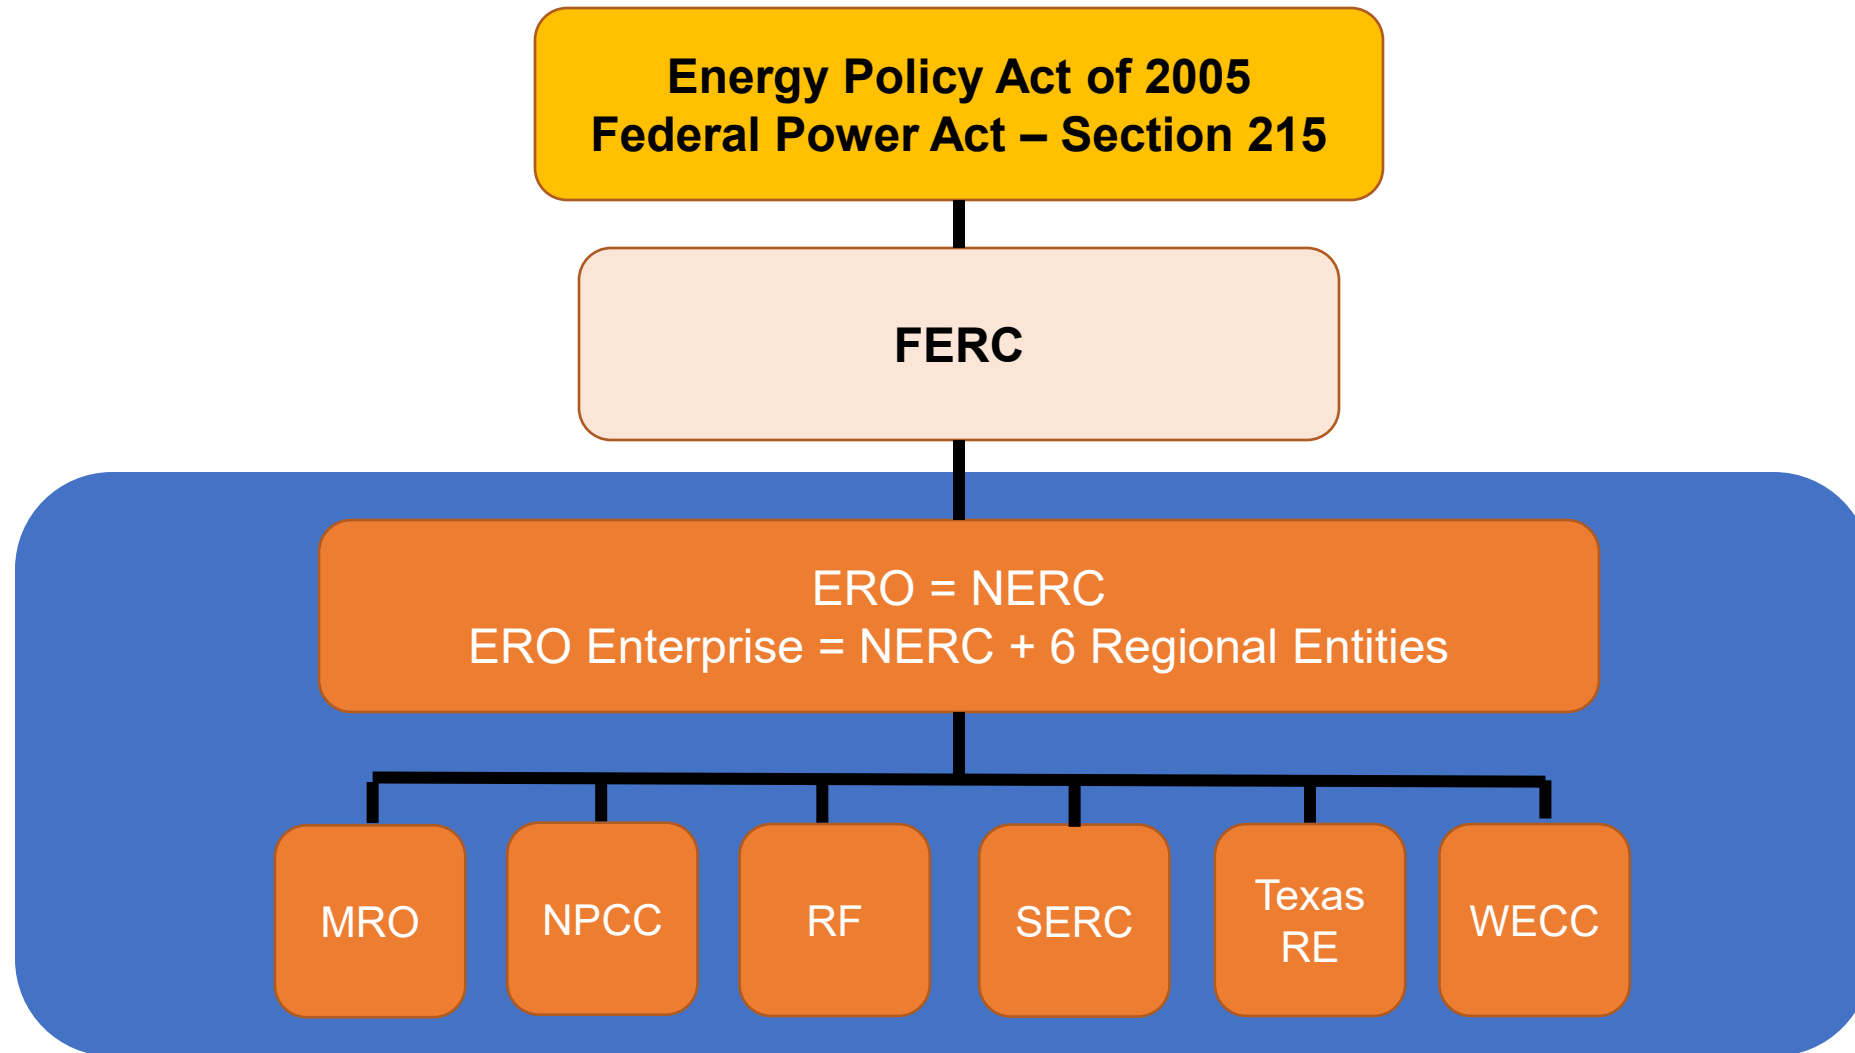 Energy Policy Act of 2005
Federal Power Act – Section 215
FERC
ERO = NERC
ERO Enterprise = NERC + 6 Regional Entities
MRO
NPCC
RF
SERC
Texas
RE
WECC